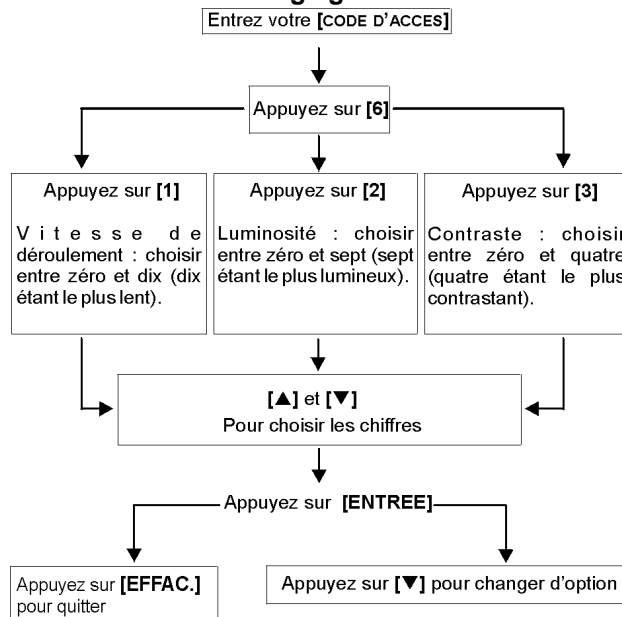 Entrez votre [CODE D'ACCES]
Appuyez sur [6]
Appuyez sur [1]
Vitesse de
déroulement : choisir
entre zéro et dix (dix
étant le plus lent).
Appuyez sur [2]
Luminosité : choisir
entre zéro et sept (sept
étant le plus lumineux).
Appuyez sur [3]
Contraste : choisir
entre zéro et quatre
(quatre étant le plus
contrastant).
[▲] et [▼]
Pour choisir les chiffres
Appuyez sur [ENTREE]
Appuyez sur [EFFAC.]
pour quitter
Appuyez sur [▼] pour changer d'option